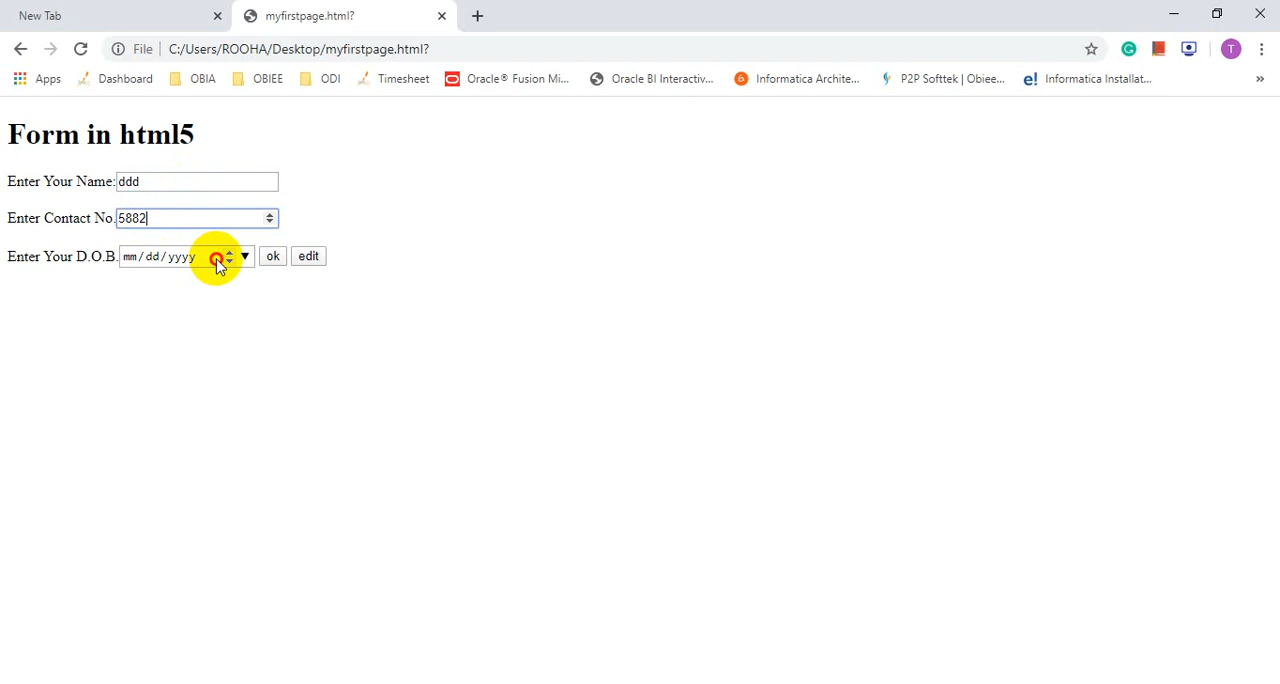 New Tab
myfirstpage.html?
File
C:/Users/ROOHA/Desktop/myfirstpage.html?
T
Apps Dashboard OBIA OBIEE ODI Timesheet Oracle® Fusion Mi... Oracle BI Interactiv... Informatica Archite... P2P Softtek | Obiee... e! Informatica Installat... »
Form in html5
Enter Your Name: ddd
Enter Contact No. 5882
Enter Your D.O.B. mm/dd/yyyy ok edit